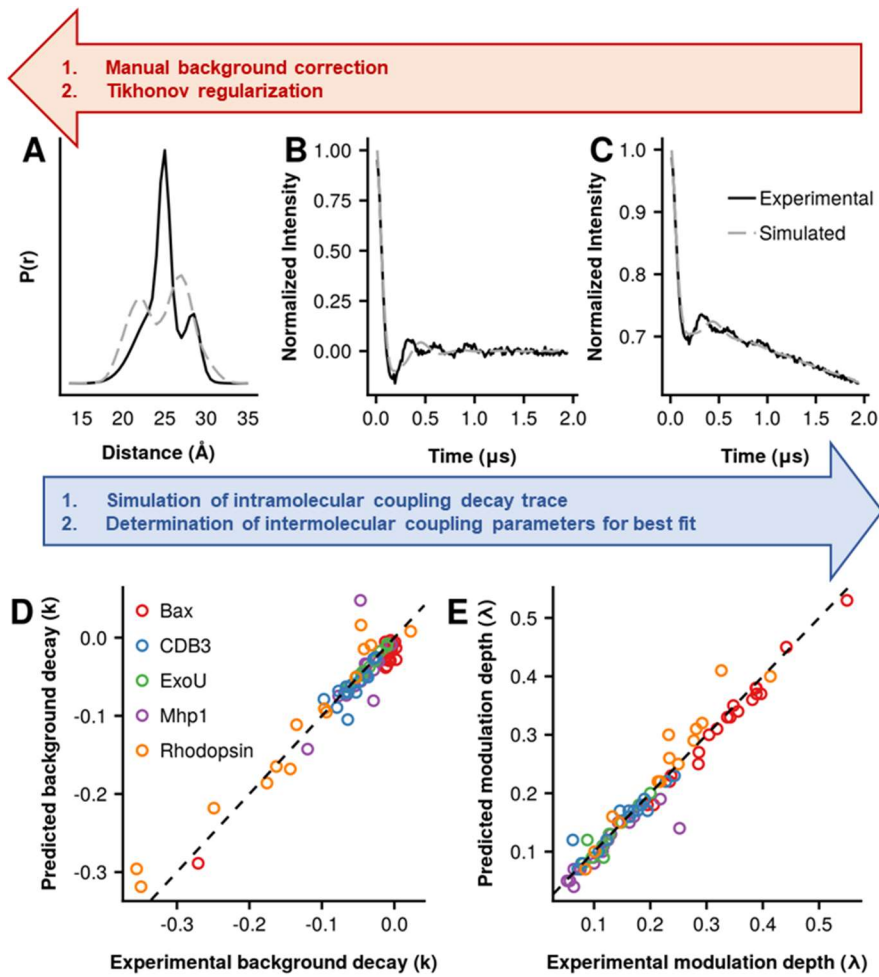 1. Manual background correction
2. Tikhonov regularization
A
P(r)
15 20 25 30 35
Distance (Å)
B
Normalized Intensity
1.00
0.75
0.50
0.25
0.00
0.0 0.5 1.0 1.5 2.0
Time (µs)
C
Normalized Intensity
1.0
0.9
0.8
0.7
Experimental
Simulated
0.0 0.5 1.0 1.5 2.0
Time (µs)
1. Simulation of intramolecular coupling decay trace
2. Determination of intermolecular coupling parameters for best fit
D
Predicted background decay (k)
0.0
-0.1
-0.2
-0.3
Bax
CDB3
ExoU
Mhp1
Rhodopsin
-0.3 -0.2 -0.1 0.0
Experimental background decay (k)
E
Predicted modulation depth (λ)
0.5
0.4
0.3
0.2
0.1
0.1 0.2 0.3 0.4 0.5
Experimental modulation depth (λ)